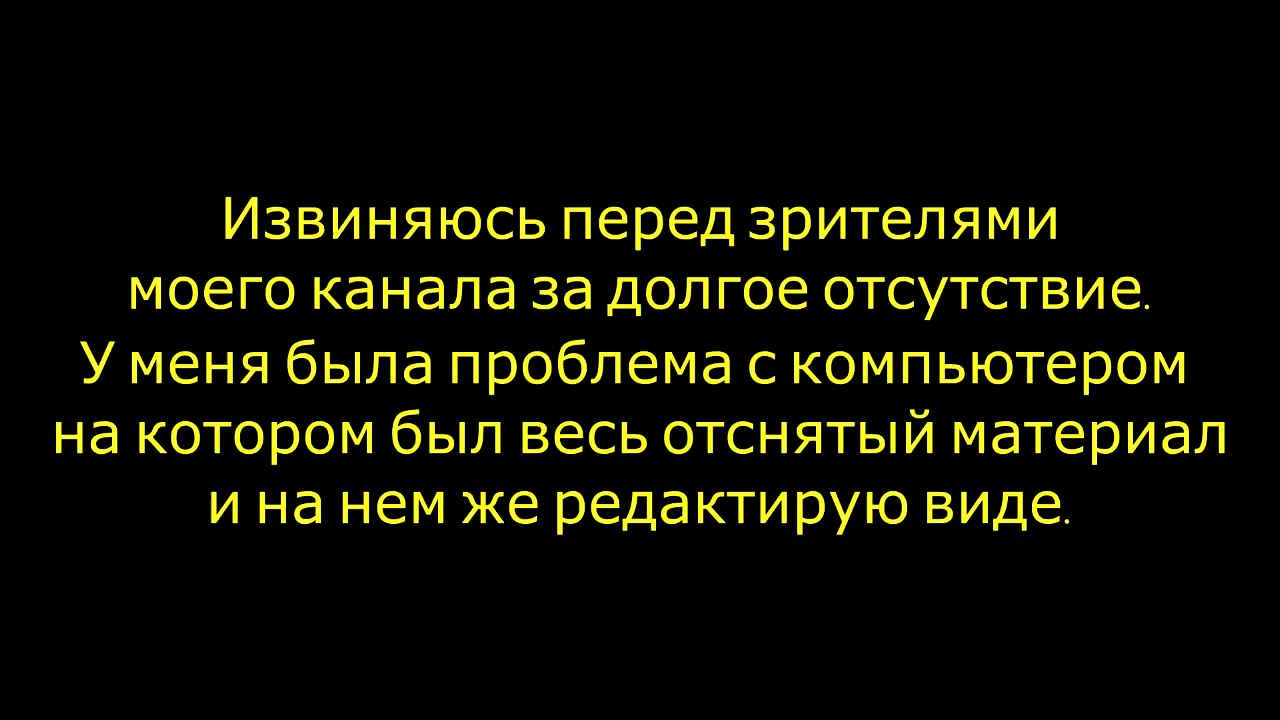 Извиняюсь перед зрителями
моего канала за долгое отсутствие.
У меня была проблема с компьютером
на котором был весь отснятый материал
и на нем же редактирую виде.